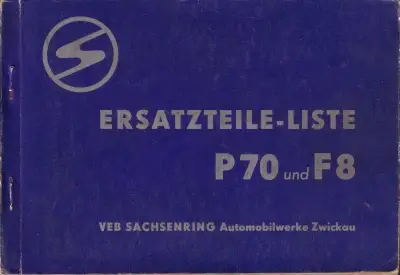 ERSATZTEILE-LISTE
P70 und F8
VEB SACHSENRING Automobilwerke Zwickau